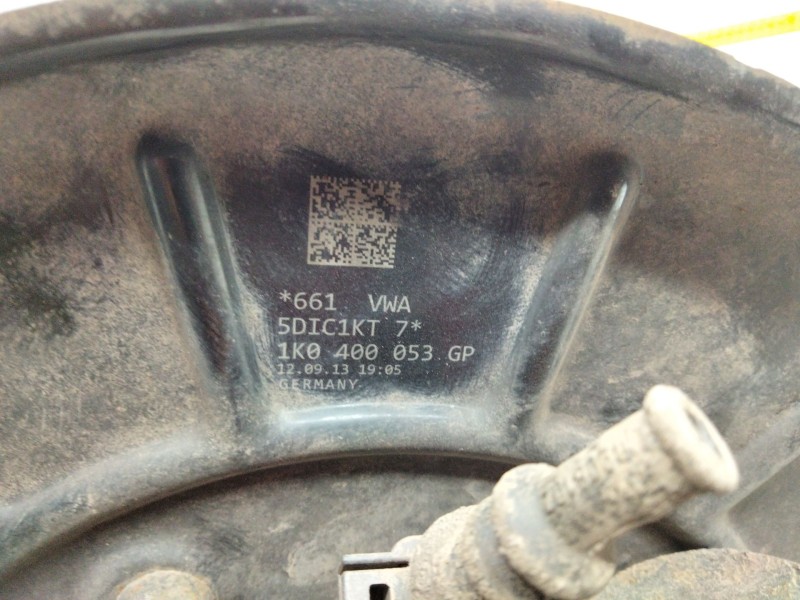 *661 VWA
5DIC1KT 7*
1K0 400 053 GP
12.09.13 19:05
GERMANY